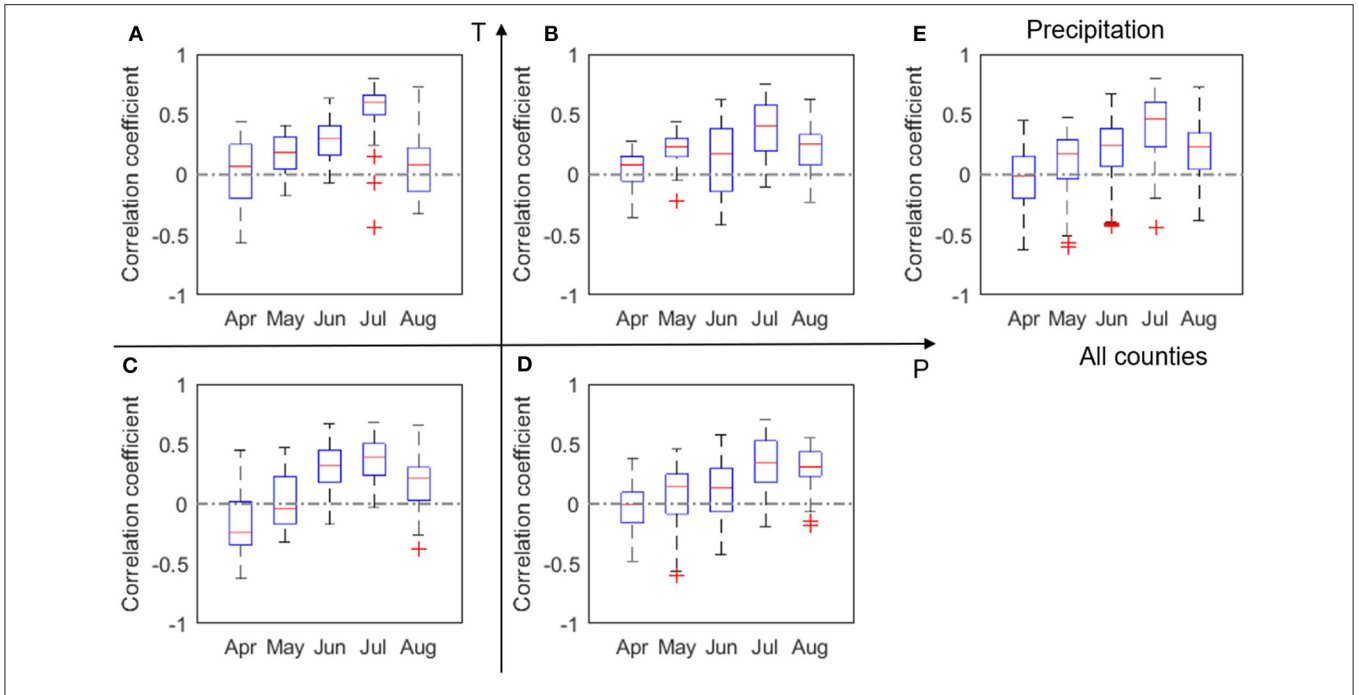 A
T
B
E
Precipitation
Correlation coefficient
1
0.5
0
-0.5
-1
Apr May Jun Jul Aug
Correlation coefficient
1
0.5
0
-0.5
-1
Apr May Jun Jul Aug
Correlation coefficient
1
0.5
0
-0.5
-1
Apr May Jun Jul Aug
All counties
P
C
D
Correlation coefficient
1
0.5
0
-0.5
-1
Apr May Jun Jul Aug
Correlation coefficient
1
0.5
0
-0.5
-1
Apr May Jun Jul Aug